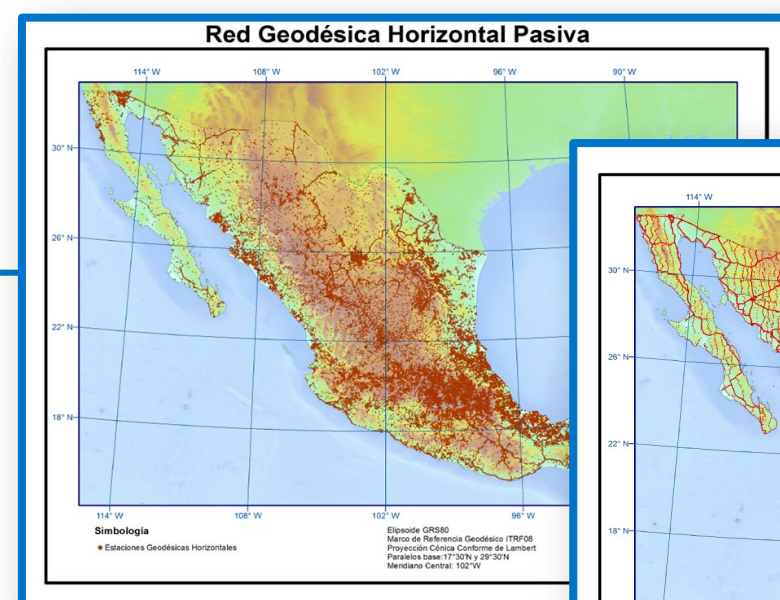 Red Geodésica Horizontal Pasiva
114° W 108° W 102° W 96° W 90° W
30° N
26° N
22° N
18° N
114° W 108° W 102° W 96° W
Simbología
Estaciones Geodésicas Horizontales
Elipsoide GRS80
Marco de Referencia Geodésico ITRF08
Proyección Cónica Conforme de Lambert
Paralelos base:17°30'N y 29°30'N
Meridiano Central: 102°W
114° W
30° N
26° N
22° N
18° N